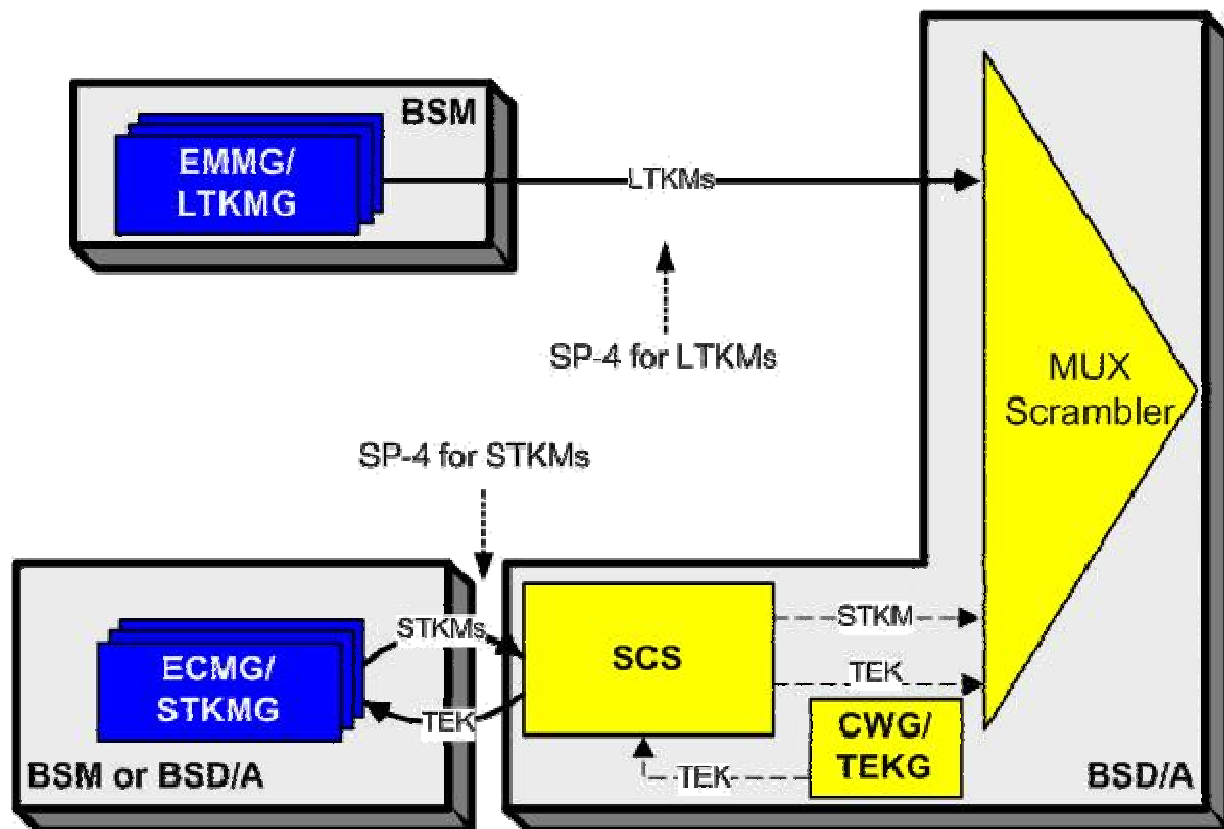 BSM
EMMG/
LTKMG
LTKMs
SP-4 for LTKMs
MUX
Scrambler
SP-4 for STKMs
STKMs
ECMG/
STKMG
TEK
BSM or BSD/A
SCS
STKM
TEK
CWG/
TEKG
TEK
BSD/A